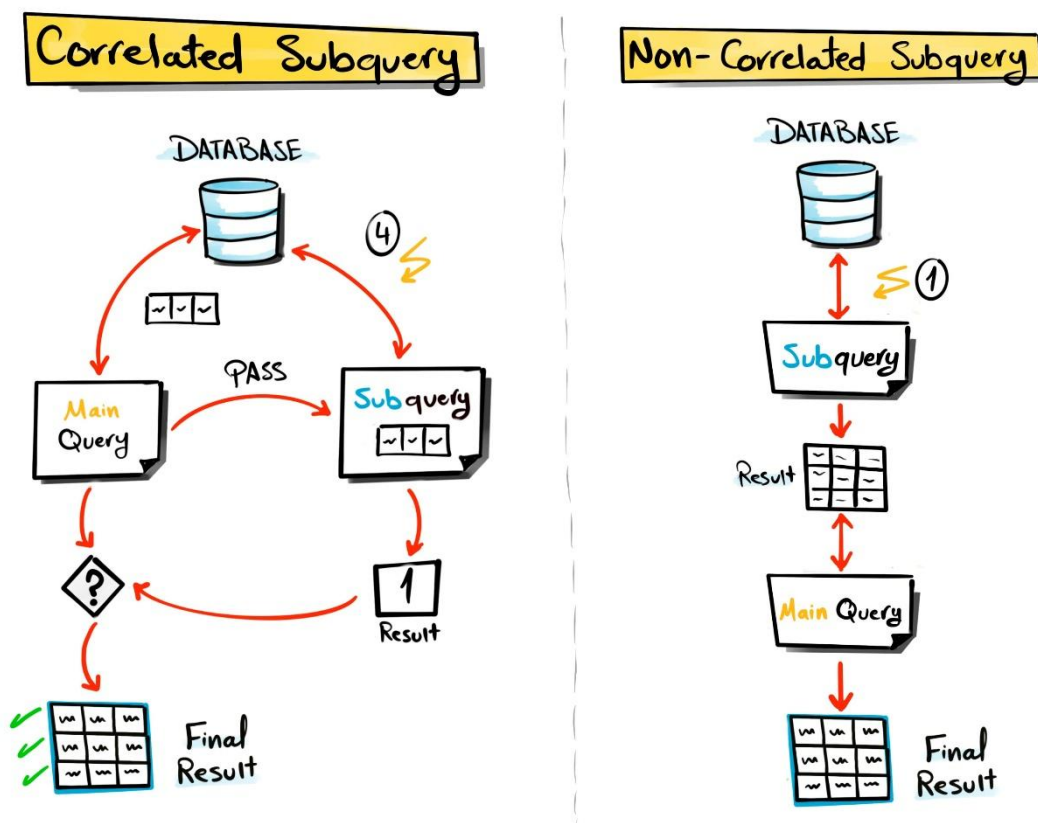 Correlated Subquery
DATABASE
4
PASS
Main
Query
Subquery
?
1
Result
Final
Result
Non-Correlated Subquery
DATABASE
1
Subquery
Result
Main Query
Final
Result